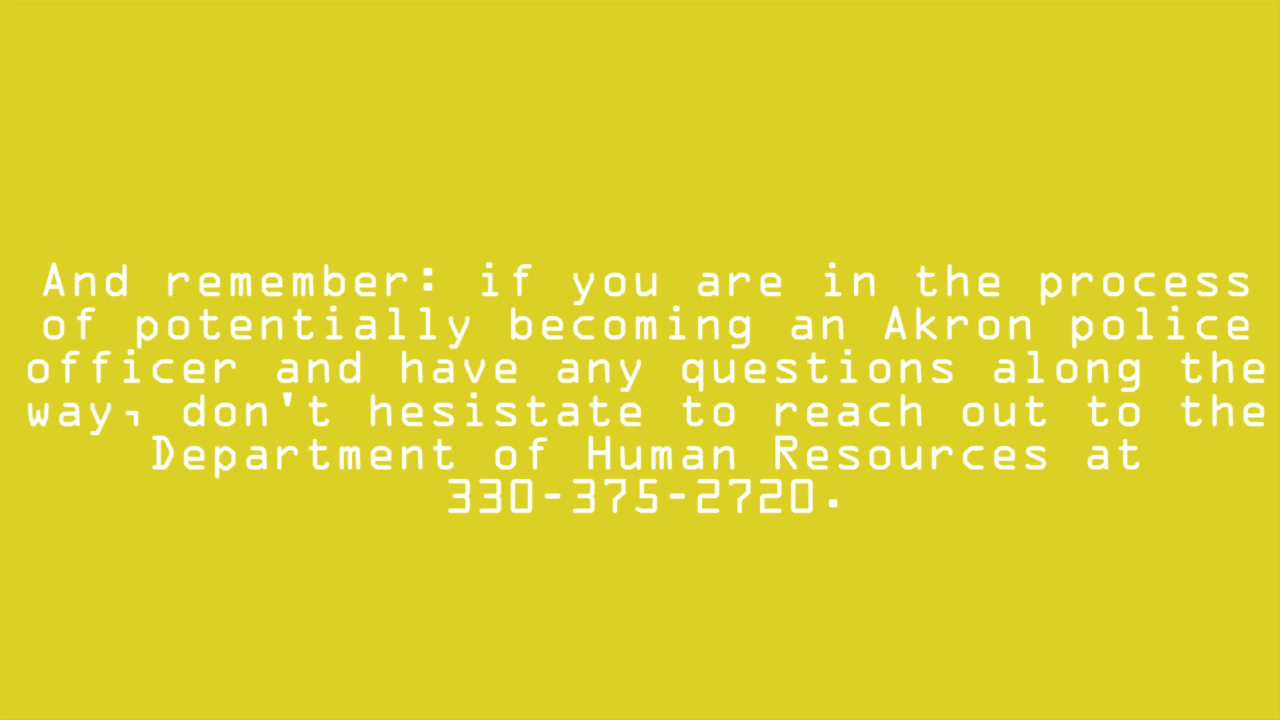 And remember: if you are in the process
of potentially becoming an Akron police
officer and have any questions along the
way, don't hesistate to reach out to the
Department of Human Resources at
330-375-2720.